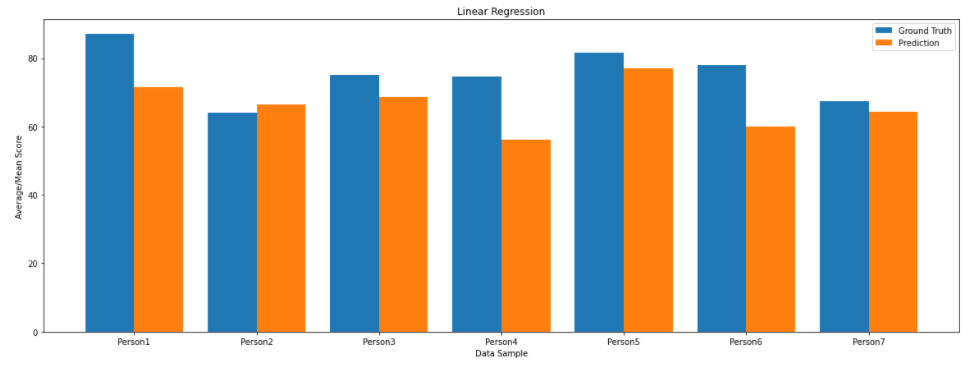 Linear Regression
Ground Truth
Prediction
Average/Mean Score
80
60
40
20
0
Person1 Person2 Person3 Person4 Person5 Person6 Person7
Data Sample